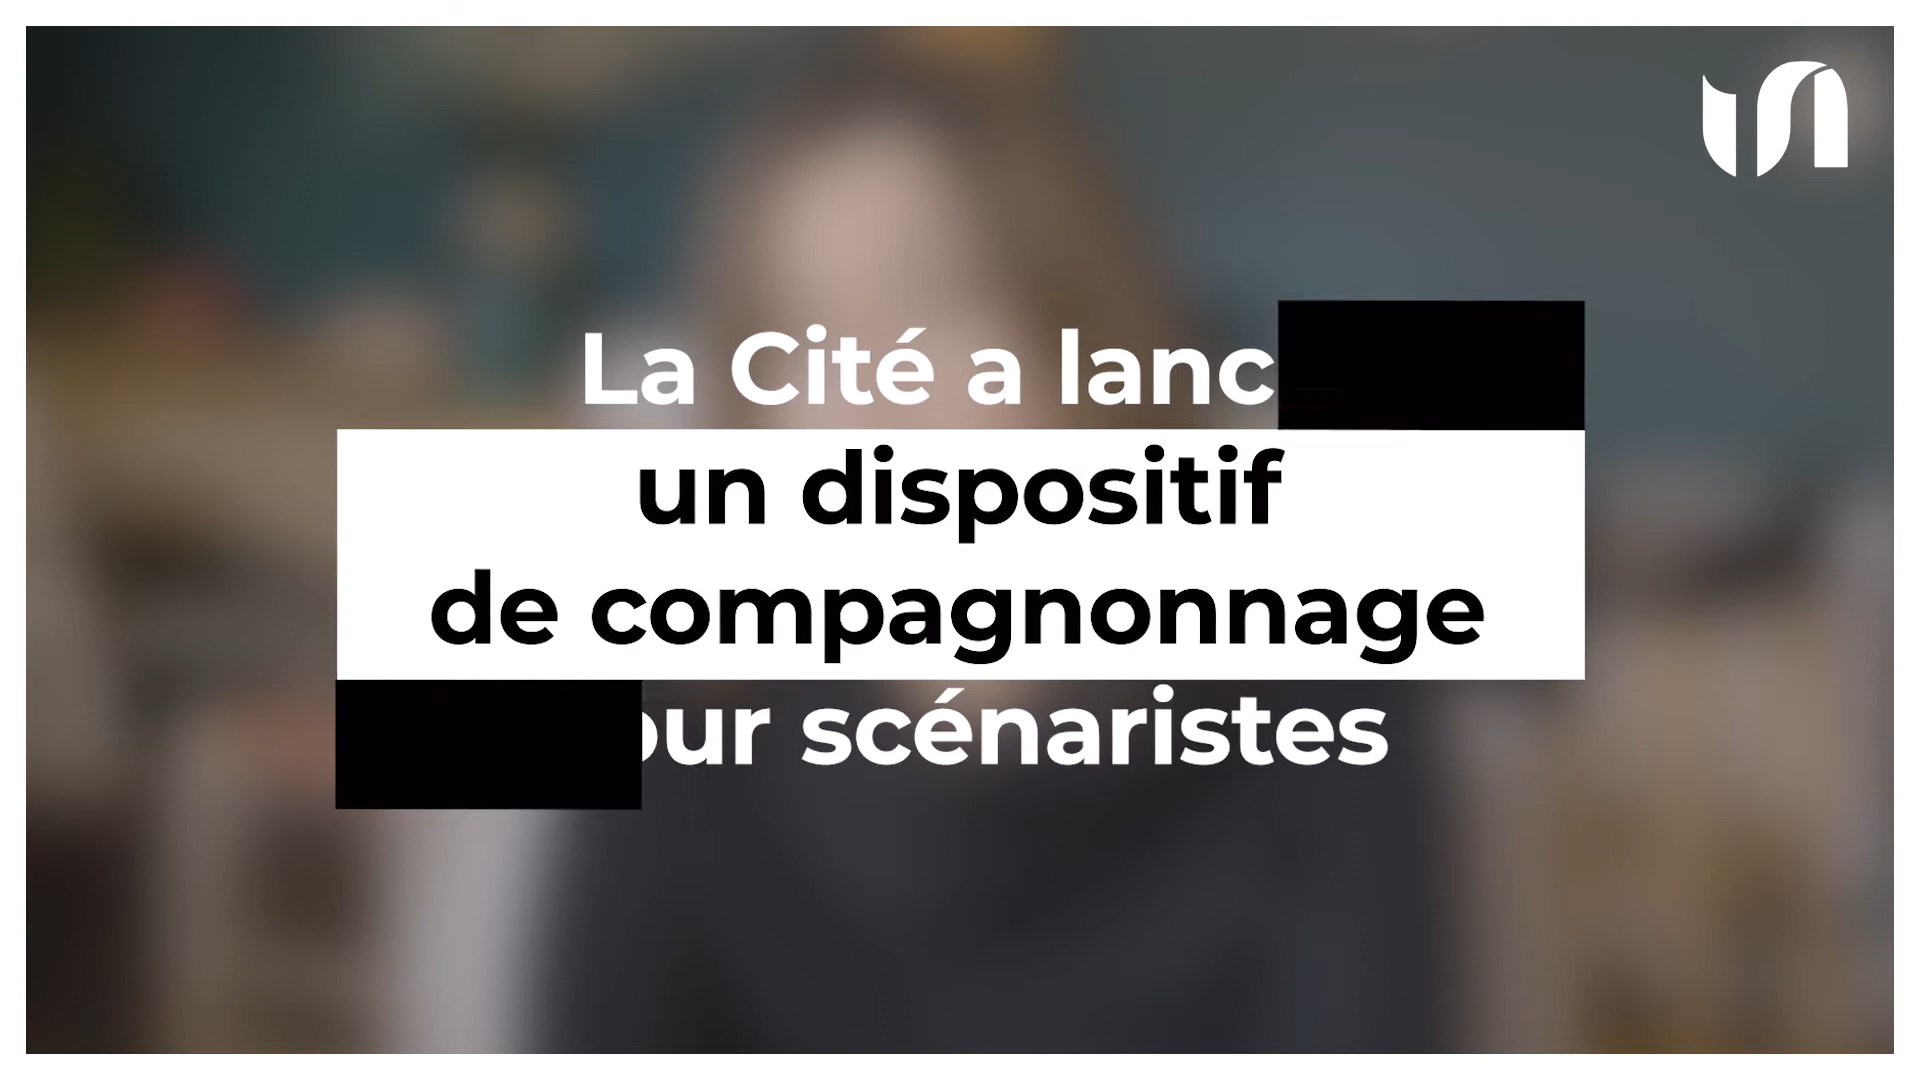 La Cité a lanc
un dispositif
de compagnonnage
our scénaristes